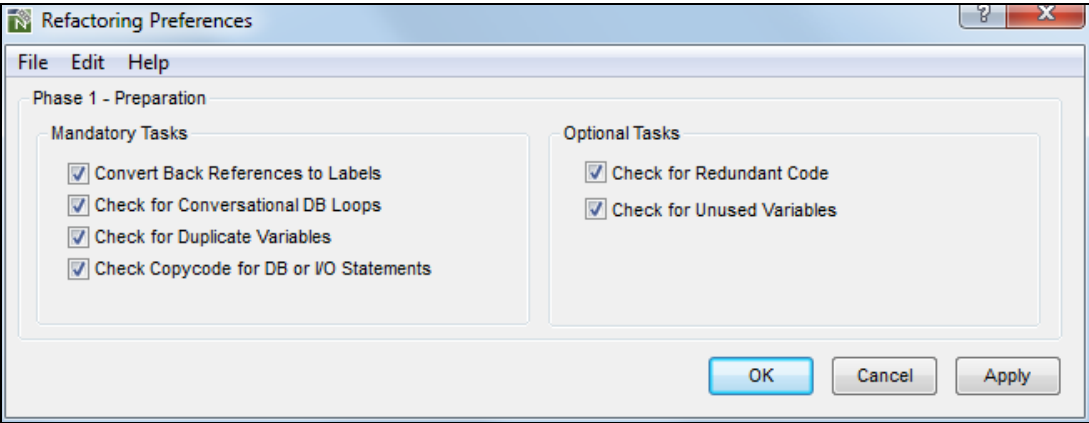 Refactoring Preferences
File Edit Help
Phase 1 - Preparation
Mandatory Tasks
Convert Back References to Labels
Check for Conversational DB Loops
Check for Duplicate Variables
Check Copycode for DB or I/O Statements
Optional Tasks
Check for Redundant Code
Check for Unused Variables
OK Cancel Apply